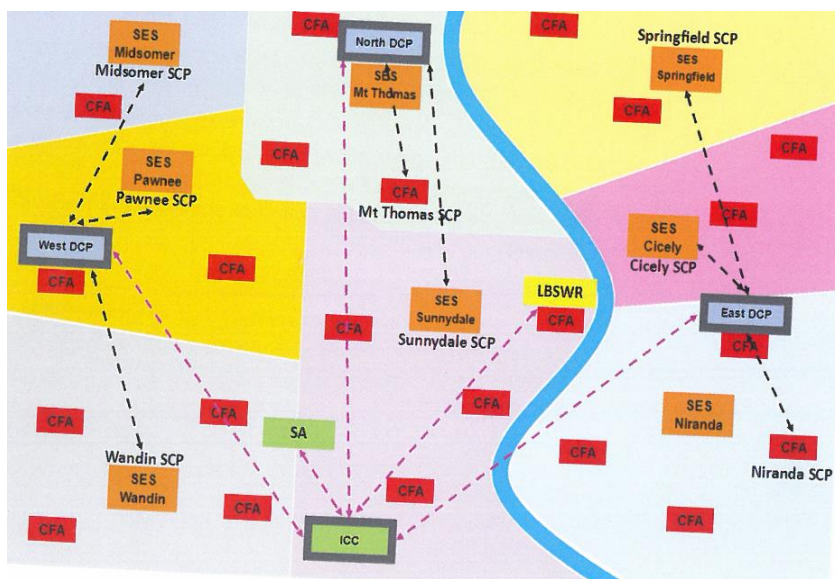 SES
Midsomer
Midsomer SCP
CFA
CFA
North DCP
SES
Mt Thomas
CFA
CFA
Mt Thomas SCP
CFA
Springfield SCP
SES
Springfield
CFA
CFA
SES
Pawnee
Pawnee SCP
West DCP
CFA
CFA
CFA
SES
Cicely
Cicely SCP
LBSWR
CFA
SES
Sunnydale
Sunnydale SCP
CFA
East DCP
CFA
CFA
CFA
SA
CFA
SES
Niranda
CFA
CFA
Niranda SCP
Wandin SCP
SES
Wandin
CFA
CFA
CFA
CFA
ICC
CFA